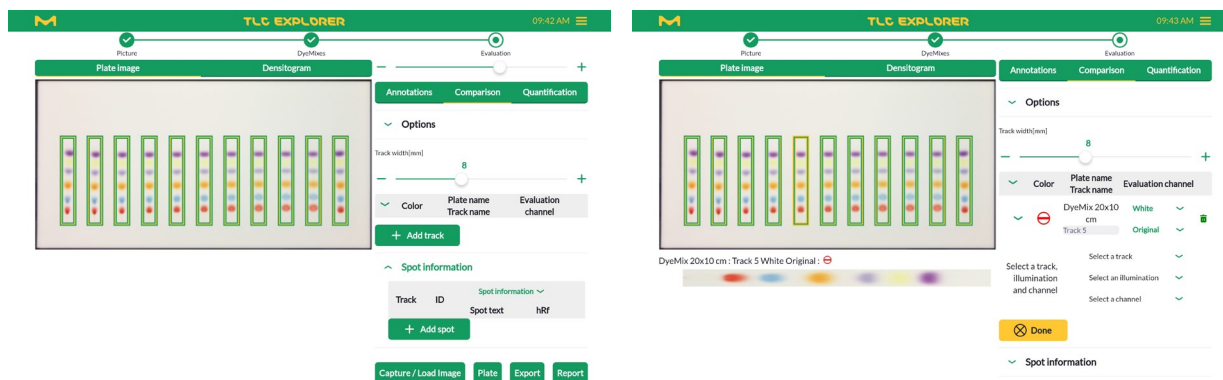 TLC EXPLORER
09:42 AM
Picture
DyeMixes
Evaluation
Plate image
Densitogram
Annotations
Comparison
Quantification
Options
Track width[mm]
8
Color
Plate name
Track name
Evaluation
channel
+ Add track
Spot information
Track
ID
Spot information
Spot text
hRf
+ Add spot
Capture / Load Image
Plate
Export
Report
TLC EXPLORER
09:43 AM
Picture
DyeMixes
Evaluation
Plate image
Densitogram
Annotations
Comparison
Quantification
Options
Track width[mm]
8
Color
Plate name
Track name
Evaluation channel
DyeMix 20x10
cm
Track 5
White
Original
DyeMix 20x10 cm : Track 5 White Original :
Select a track,
illumination
and channel
Select a track
Select an illumination
Select a channel
Done
Spot information